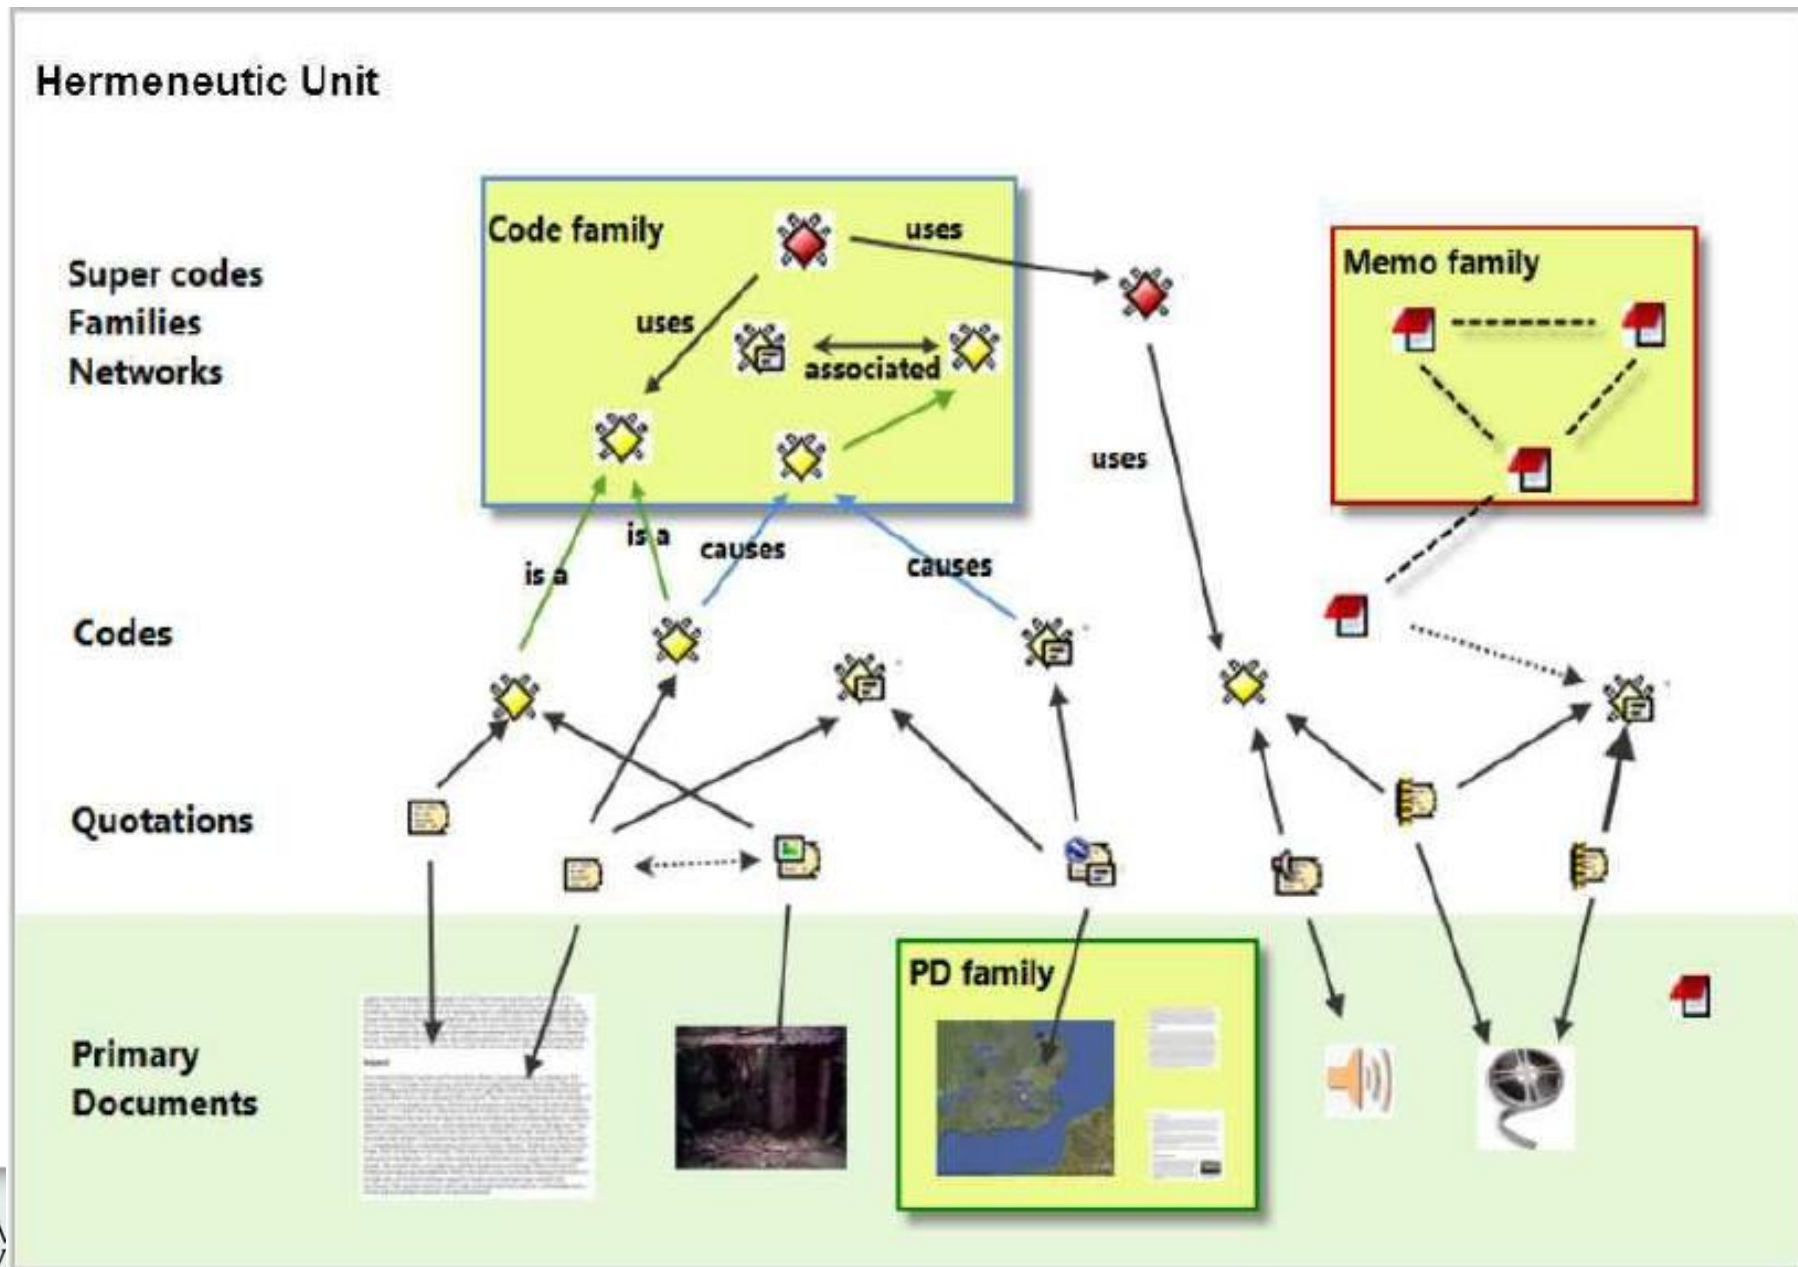 Hermeneutic Unit
Code family
uses
Memo family
Super codes
Families
Networks
uses
associated
uses
is a
is a
causes
causes
Codes
Quotations
PD family
Primary
Documents